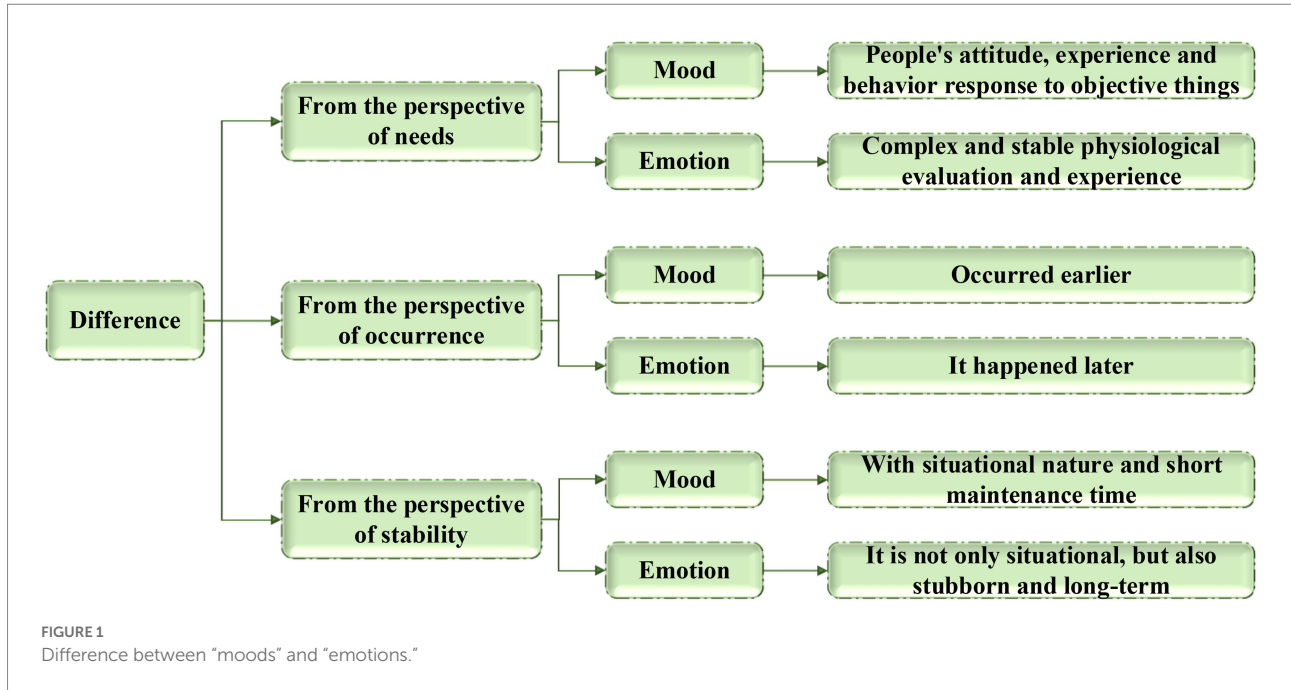 Difference
From the perspective
of needs
Mood
People's attitude, experience and
behavior response to objective things
Emotion
Complex and stable physiological
evaluation and experience
From the perspective
of occurrence
Mood
Occurred earlier
Emotion
It happened later
From the perspective
of stability
Mood
With situational nature and short
maintenance time
Emotion
It is not only situational, but also
stubborn and long-term
FIGURE 1
Difference between “moods” and “emotions.”